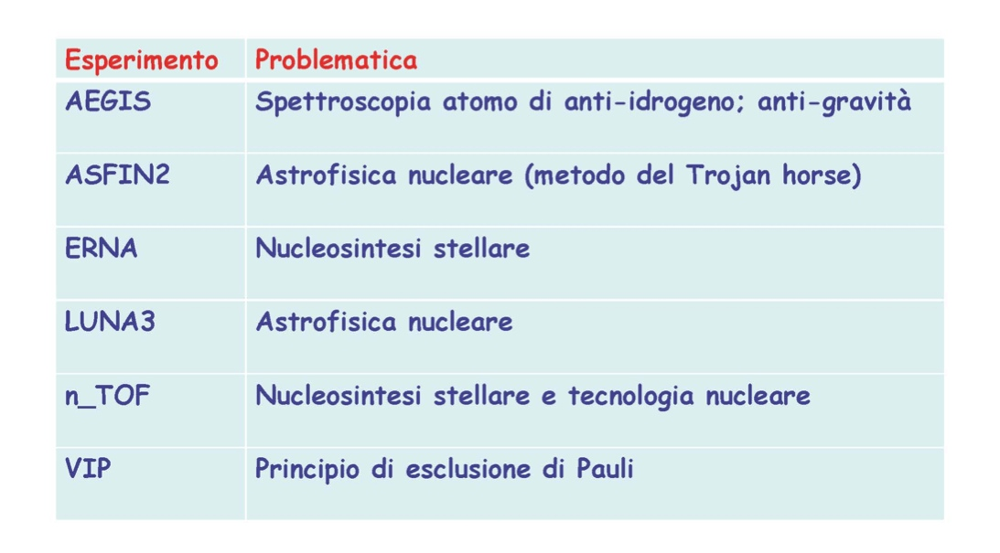 Esperimento Problematica
AEGIS Spettroscopia atomo di anti-idrogeno; anti-gravità
ASFIN2 Astrofisica nucleare (metodo del Trojan horse)
ERNA Nucleosintesi stellare
LUNA3 Astrofisica nucleare
n_TOF Nucleosintesi stellare e tecnologia nucleare
VIP Principio di esclusione di Pauli